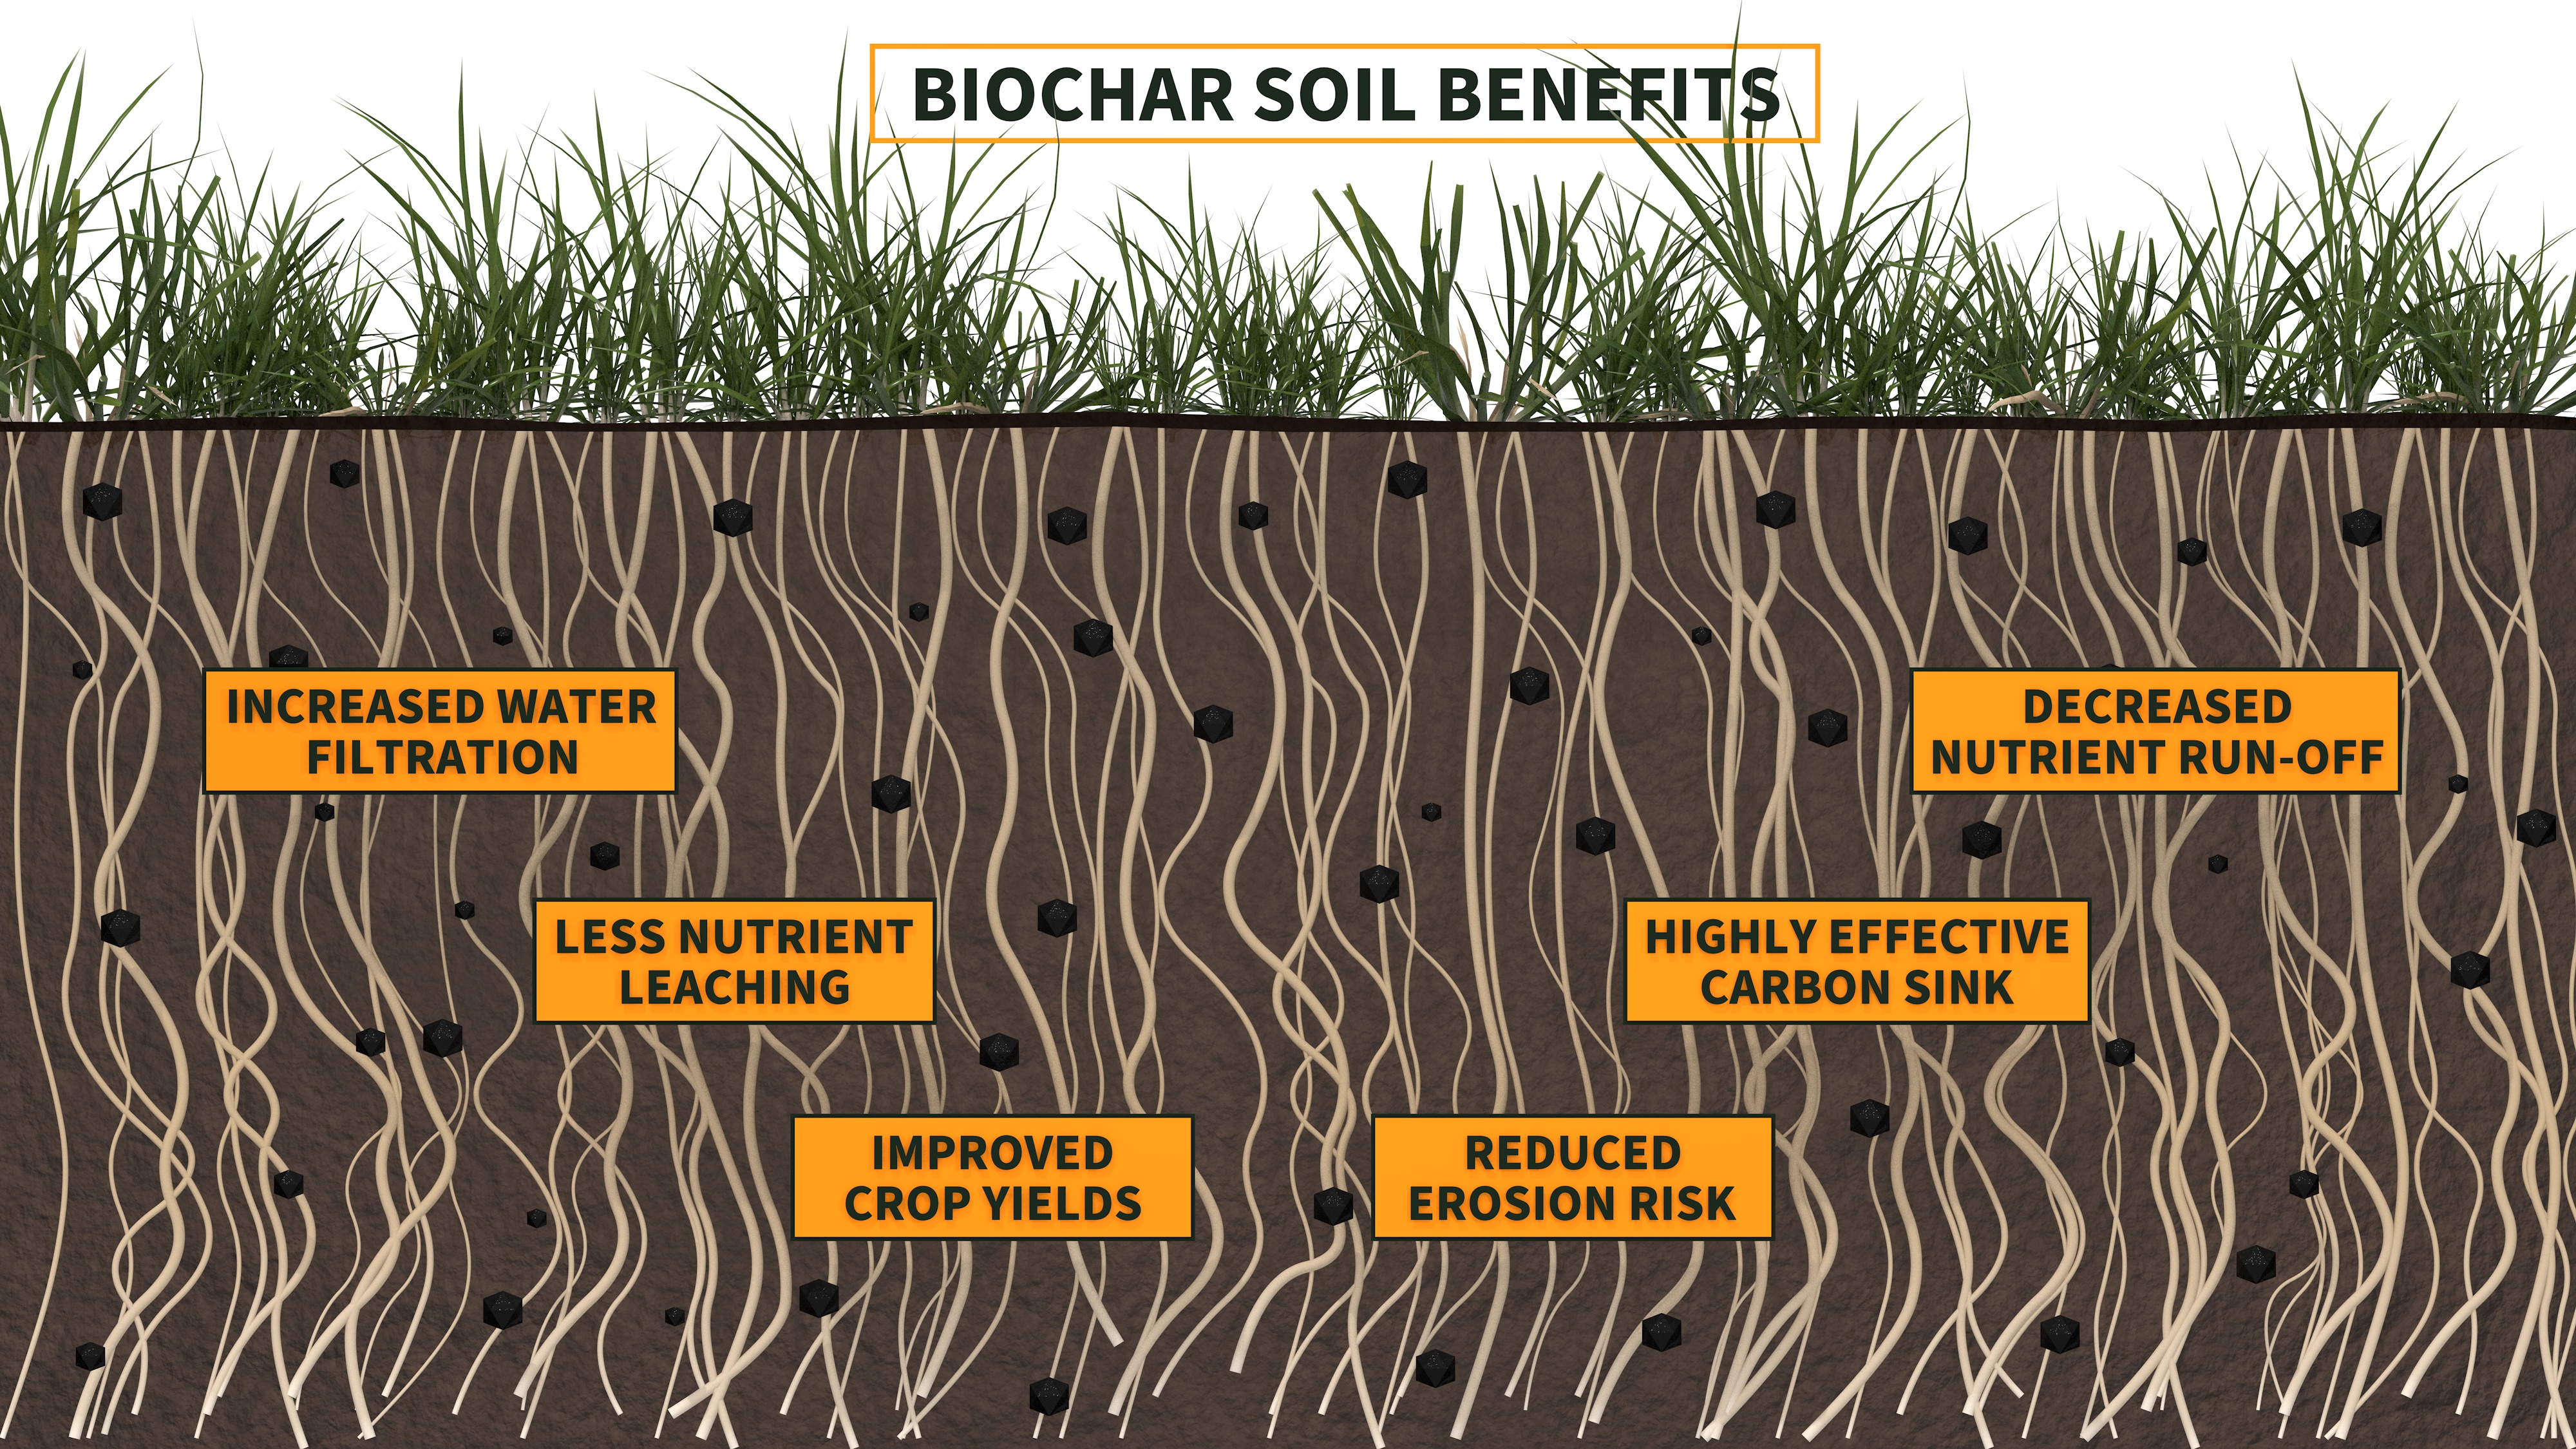 BIOCHAR SOIL BENEFITS
INCREASED WATER
FILTRATION
DECREASED
NUTRIENT RUN-OFF
LESS NUTRIENT
LEACHING
HIGHLY EFFECTIVE
CARBON SINK
IMPROVED
CROP YIELDS
REDUCED
EROSION RISK